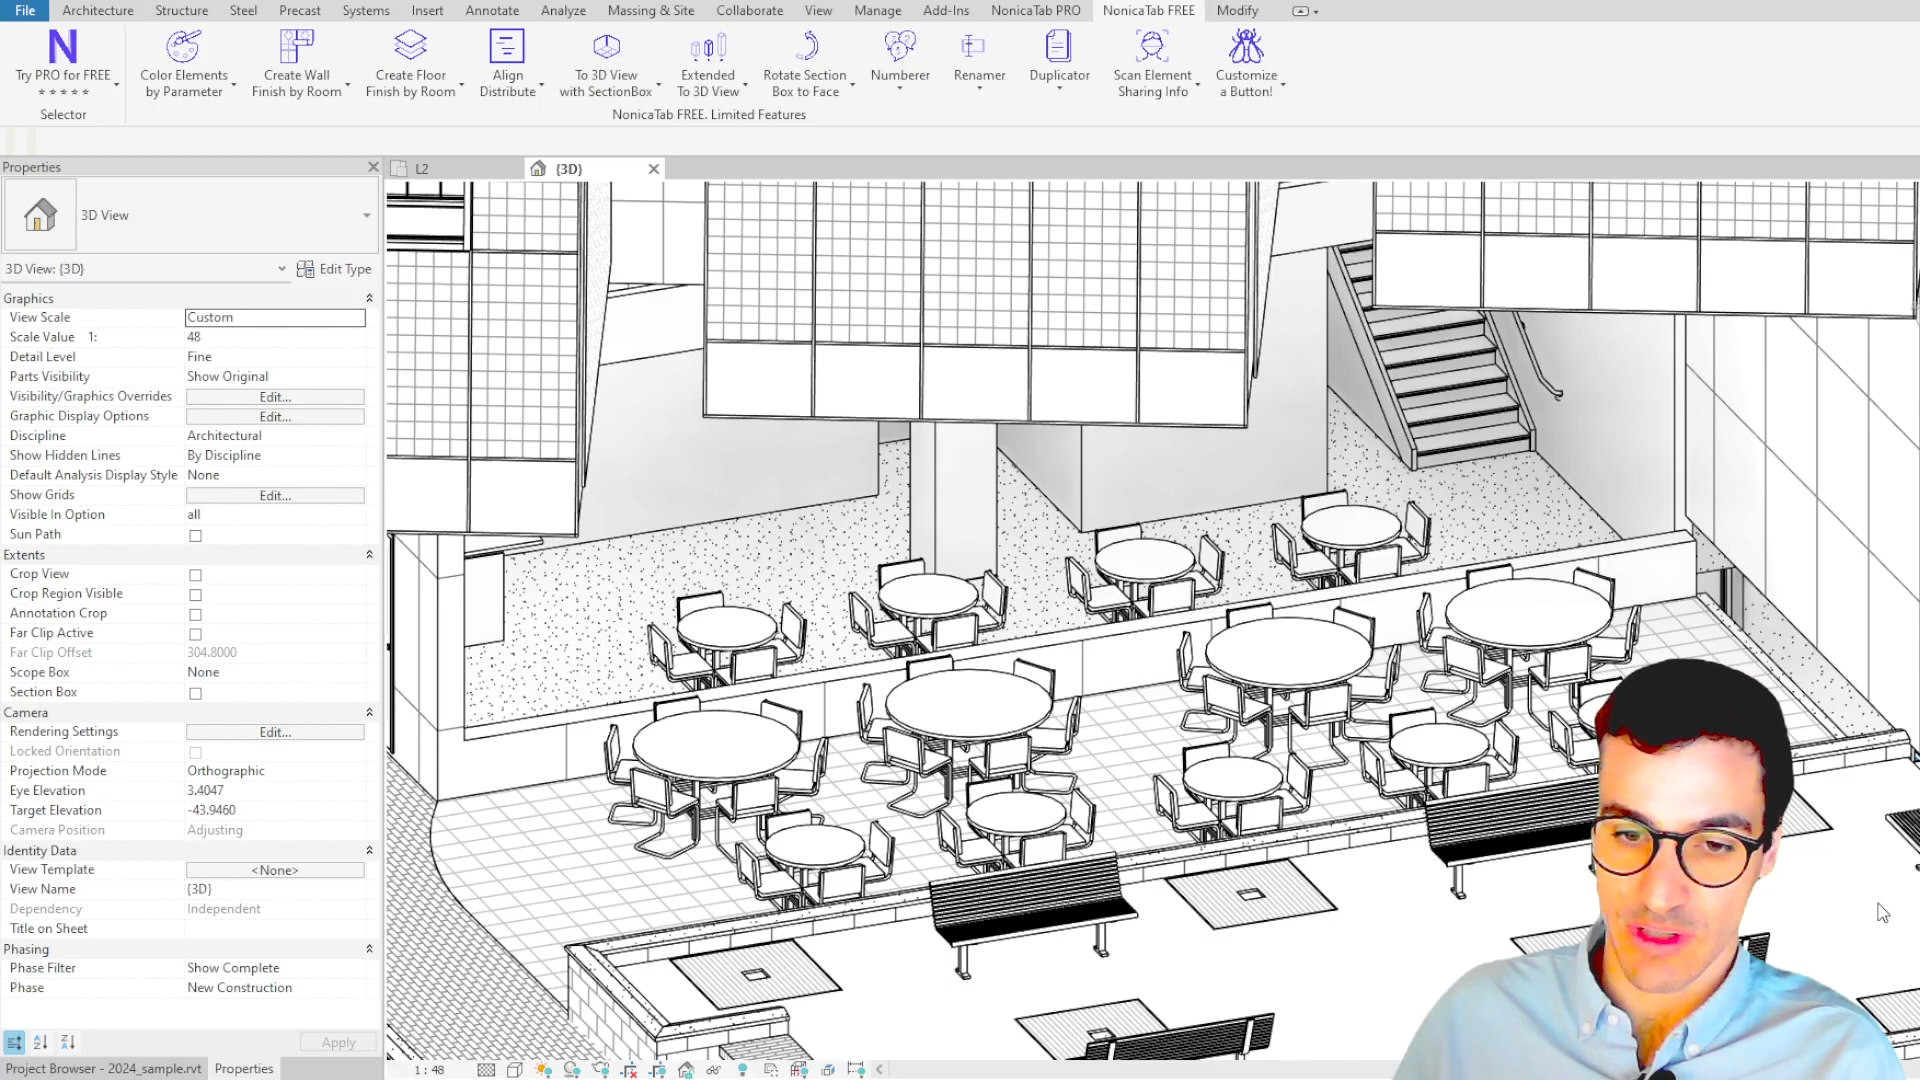 File Architecture Structure Steel Precast Systems Insert Annotate Analyze Massing & Site Collaborate View Manage Add-Ins NonicaTab PRO NonicaTab FREE Modify
N
Try PRO for FREE
Selector
Color Elements
by Parameter
Create Wall
Finish by Room
Create Floor
Finish by Room
Align
Distribute
To 3D View
with SectionBox
Extended
To 3D View
Rotate Section
Box to Face
Numberer
Renamer
Duplicator
Scan Element
Sharing Info
Customize
a Button!
NonicaTab FREE. Limited Features
Properties
L2
{3D}
3D View
3D View: {3D}
Edit Type
Graphics
View Scale Custom
Scale Value 1: 48
Detail Level Fine
Parts Visibility Show Original
Visibility/Graphics Overrides Edit...
Graphic Display Options Edit...
Discipline Architectural
Show Hidden Lines By Discipline
Default Analysis Display Style None
Show Grids Edit...
Visible In Option all
Sun Path
Extents
Crop View
Crop Region Visible
Annotation Crop
Far Clip Active
Far Clip Offset 304.8000
Scope Box None
Section Box
Camera
Rendering Settings Edit...
Locked Orientation
Projection Mode Orthographic
Eye Elevation 3.4047
Target Elevation -43.9460
Camera Position Adjusting
Identity Data
View Template <None>
View Name {3D}
Dependency Independent
Title on Sheet
Phasing
Phase Filter Show Complete
Phase New Construction
Apply
Project Browser - 2024_sample.rvt
Properties
1 : 48